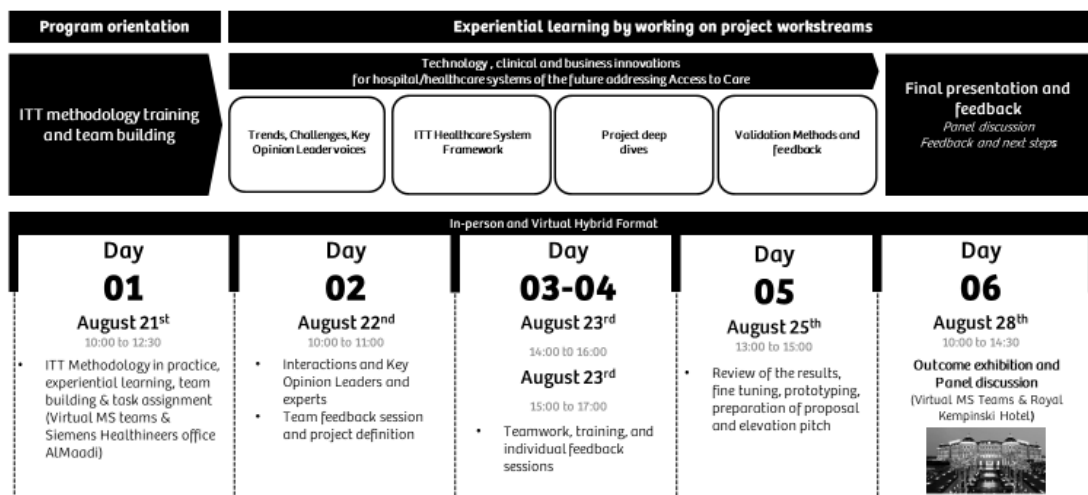 Program orientation
Experiential learning by working on project workstreams
ITT methodology training
and team building
Technology , clinical and business innovations
for hospital/healthcare systems of the future addressing Access to Care
Trends, Challenges, Key
Opinion Leader voices
ITT Healthcare System
Framework
Project deep
dives
Validation Methods and
feedback
Final presentation and
feedback
Panel discussion
Feedback and next steps
In-person and Virtual Hybrid Format
Day
01
August 21st
10:00 to 12:30
• ITT Methodology in practice,
experiential learning, team
building & task assignment
(Virtual MS teams &
Siemens Healthineers office
AlMaadi)
Day
02
August 22nd
10:00 to 11:00
• Interactions and Key
Opinion Leaders and
experts
• Team feedback session
and project definition
Day
03-04
August 23rd
14:00 t0 16:00
August 23rd
15:00 to 17:00
• Teamwork, training, and
individual feedback
sessions
Day
05
August 25th
13:00 to 15:00
• Review of the results,
fine tuning, prototyping,
preparation of proposal
and elevation pitch
Day
06
August 28th
10:00 to 14:30
Outcome exhibition and
Panel discussion
(Virtual MS Teams & Royal
Kempinski Hotel)